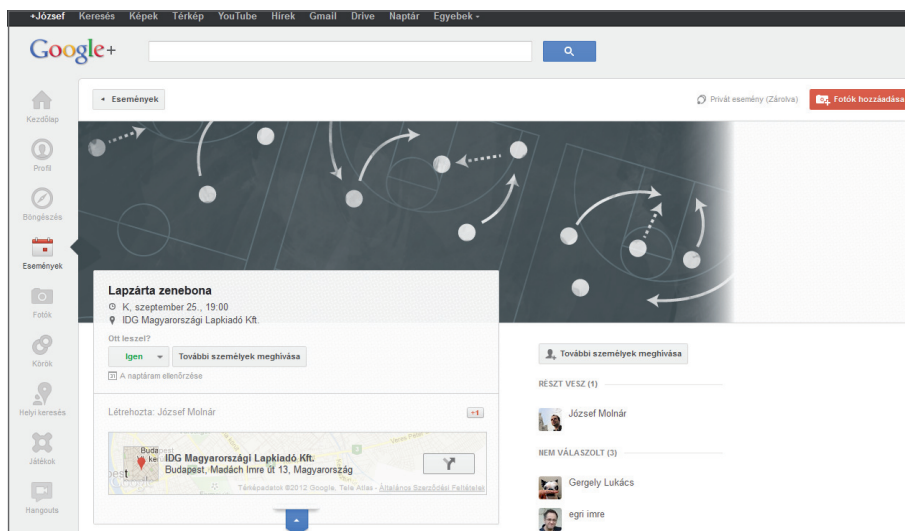 +József Keresés Képek Térkép YouTube Hírek Gmail Drive Naptár Egyebek
Google+
Események
Privát esemény (Zárolva)
Fotók hozzáadása
Kezdőlap
Profil
Böngészés
Események
Fotók
Körök
Helyi keresés
Játékok
Hangouts
Lapzárta zenebona
K, szeptember 25., 19:00
IDG Magyarországi Lapkiadó Kft.
Ott leszel?
Igen
További személyek meghívása
31 A naptáram ellenőrzése
Létrehozta: József Molnár
+1
Budapest
IDG Magyarországi Lapkiadó Kft.
Budapest, Madách Imre út 13, Magyarország
Térképadatok ©2012 Google, Tele Atlas - Általános Szerződési Feltételek
További személyek meghívása
RÉSZT VESZ (1)
József Molnár
NEM VÁLASZOLT (3)
Gergely Lukács
egri imre